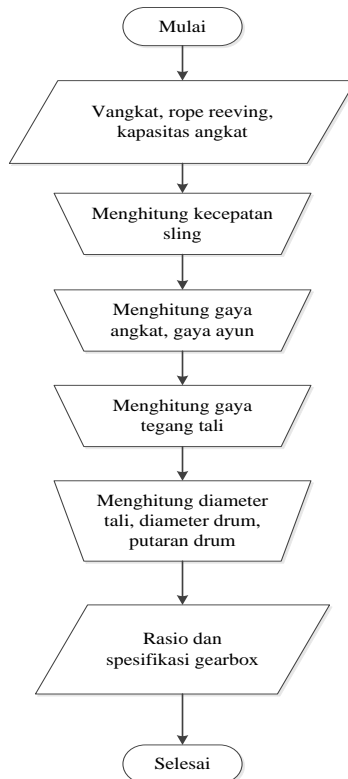 Mulai
Vangkat, rope reeving,
kapasitas angkat
Menghitung kecepatan
sling
Menghitung gaya
angkat, gaya ayun
Menghitung gaya
tegang tali
Menghitung diameter
tali, diameter drum,
putaran drum
Rasio dan
spesifikasi gearbox
Selesai